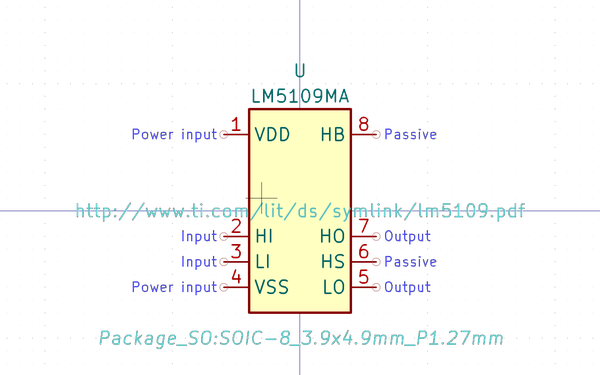 U
LM5109MA
Power input 1 VDD HB 8 Passive
http://www.ti.com/lit/ds/symlink/lm5109.pdf
Input 2 HI HO 7 Output
Input 3 LI HS 6 Passive
Power input 4 VSS LO 5 Output
Package_SO:SOIC-8_3.9x4.9mm_P1.27mm